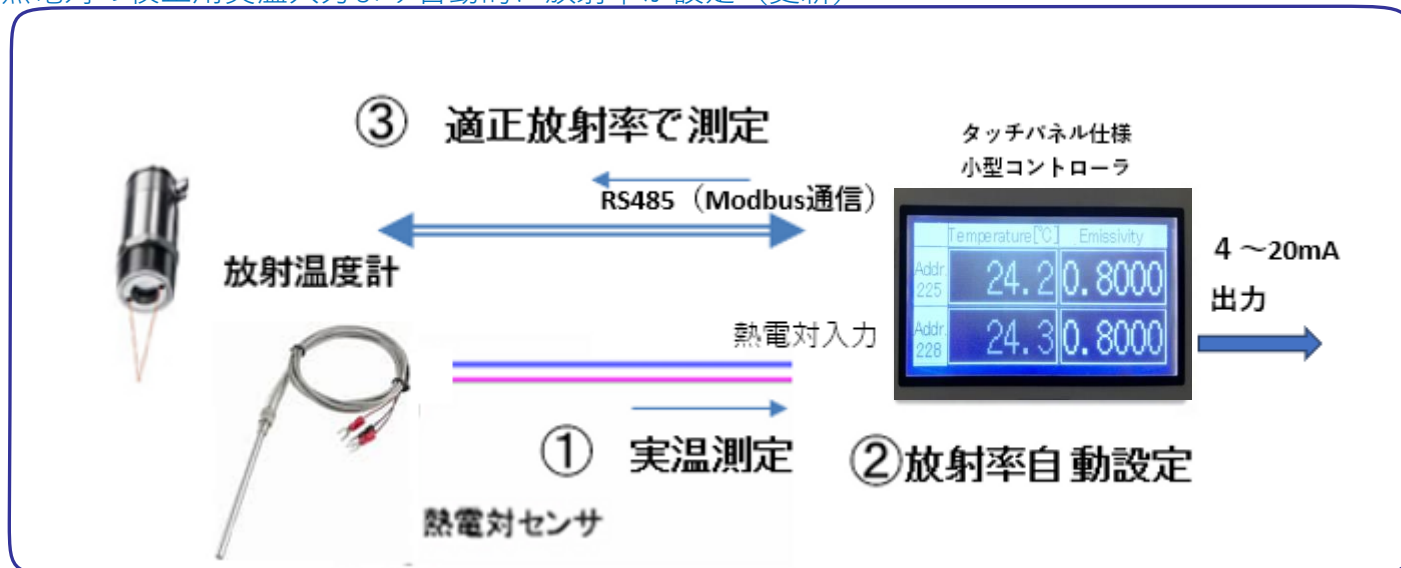 ③ 適正放射率で測定
タッチパネル仕様
小型コントローラ
RS485（Modbus通信）
放射温度計
Temperature[℃] Emissivity
Addr. 225 24.2 0.8000
Addr. 228 24.3 0.8000
4～20mA
出力
熱電対入力
① 実温測定
②放射率自動設定
熱電対センサ